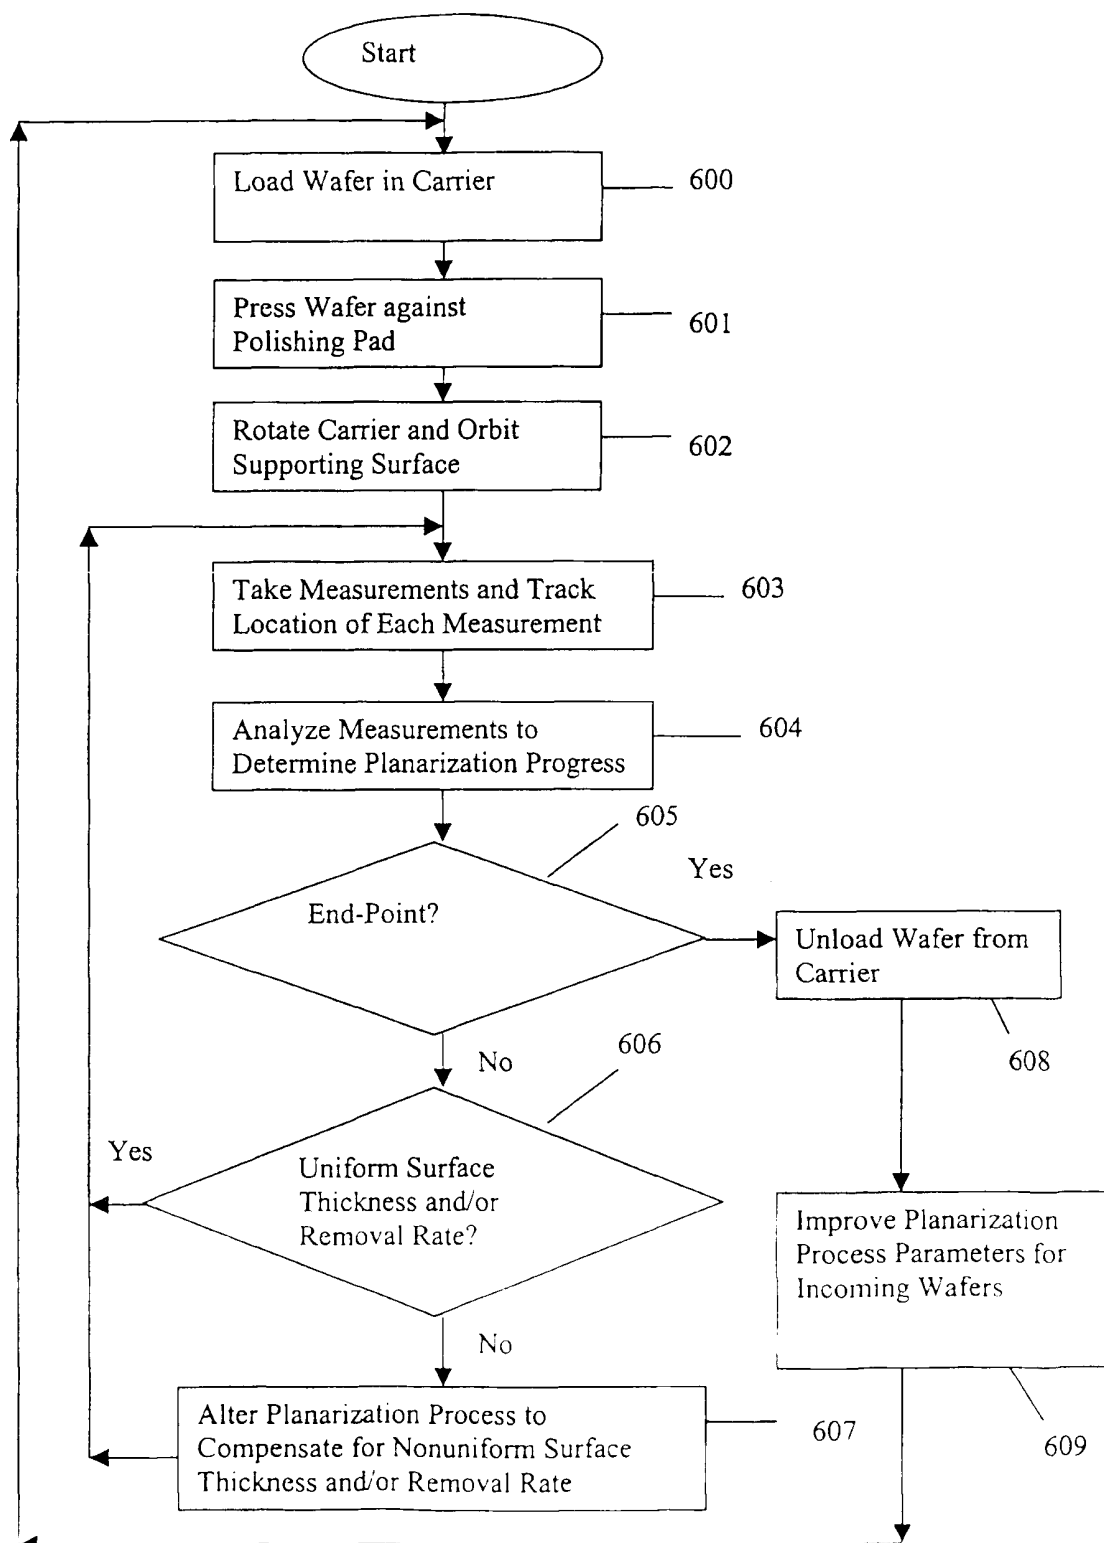 Start
Load Wafer in Carrier
600
Press Wafer against
Polishing Pad
601
Rotate Carrier and Orbit
Supporting Surface
602
Take Measurements and Track
Location of Each Measurement
603
Analyze Measurements to
Determine Planarization Progress
604
605
End-Point?
Yes
Unload Wafer from
Carrier
608
No
606
Yes
Uniform Surface
Thickness and/or
Removal Rate?
Improve Planarization
Process Parameters for
Incoming Wafers
609
No
Alter Planarization Process to
Compensate for Nonuniform Surface
Thickness and/or Removal Rate
607